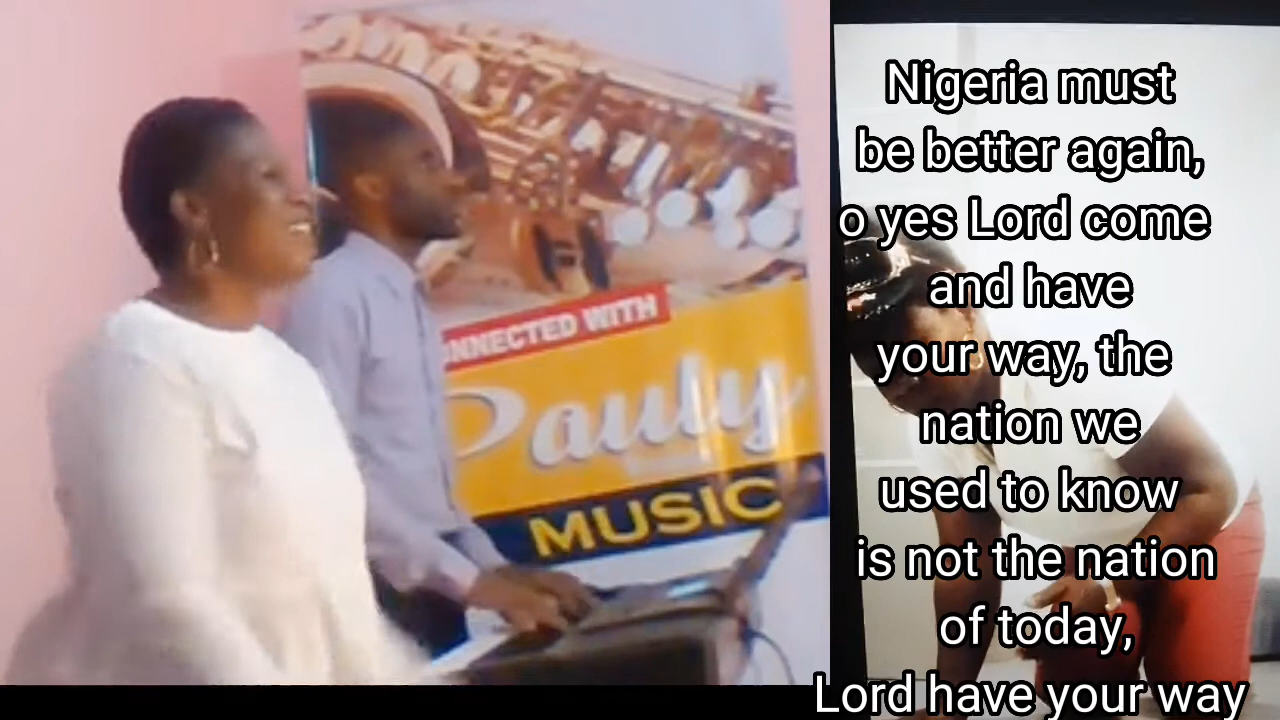 NNECTED WITH
Pauly
MUSIC
Nigeria must
be better again,
o yes Lord come
and have
your way, the
nation we
used to know
is not the nation
of today,
Lord have your way